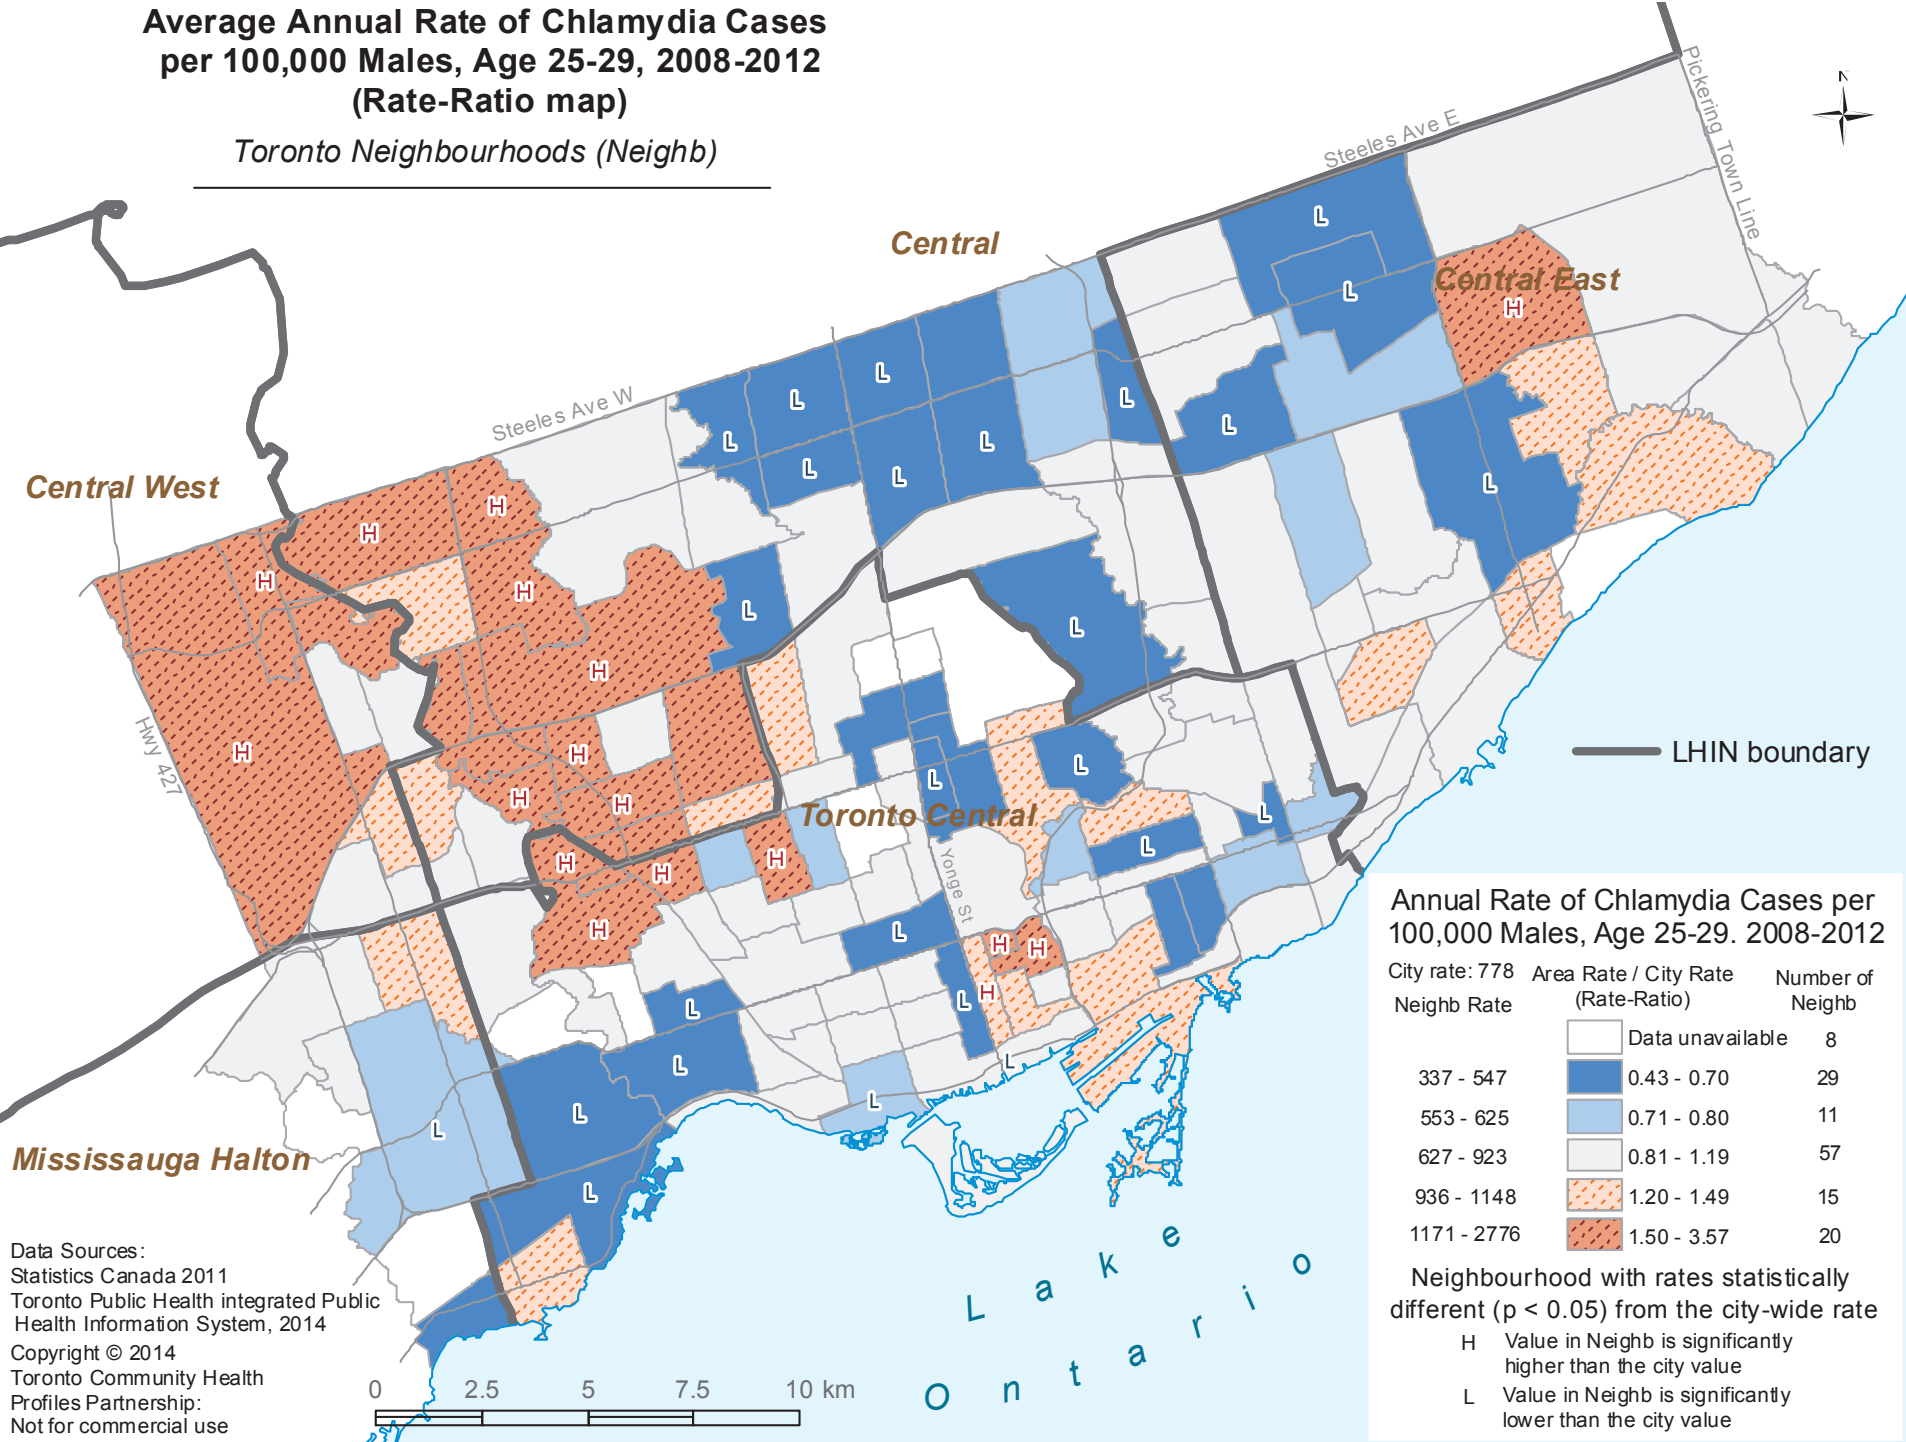 Average Annual Rate of Chlamydia Cases
per 100,000 Males, Age 25-29, 2008-2012
(Rate-Ratio map)
Toronto Neighbourhoods (Neighb)
N
Pickering Town Line
Steeles Ave E
Central
Central East
Steeles Ave W
Central West
Hwy 427
LHIN boundary
Toronto Central
Yonge St
Mississauga Halton
L
L
H
L
L
L
L
L
L
L
L
L
L
H
H
H
H
L
L
H
H
H
H
H
H
L
L
L
L
H
H
H
H
L
H
H
H
L
L
L
L
L
L
L
L
Lake
Ontario
Annual Rate of Chlamydia Cases per
100,000 Males, Age 25-29. 2008-2012
City rate: 778 Area Rate / City Rate Number of
Neighb Rate (Rate-Ratio) Neighb
Data unavailable 8
337 - 547 0.43 - 0.70 29
553 - 625 0.71 - 0.80 11
627 - 923 0.81 - 1.19 57
936 - 1148 1.20 - 1.49 15
1171 - 2776 1.50 - 3.57 20
Neighbourhood with rates statistically
different (p < 0.05) from the city-wide rate
H Value in Neighb is significantly
higher than the city value
L Value in Neighb is significantly
lower than the city value
Data Sources:
Statistics Canada 2011
Toronto Public Health integrated Public
Health Information System, 2014
Copyright © 2014
Toronto Community Health
Profiles Partnership:
Not for commercial use
0 2.5 5 7.5 10 km